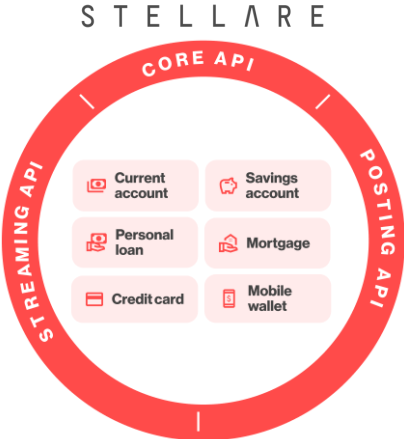 STELLARE
CORE API
STREAMING API
POSTING API
Current
account
Savings
account
Personal
loan
Mortgage
Credit card
Mobile
wallet